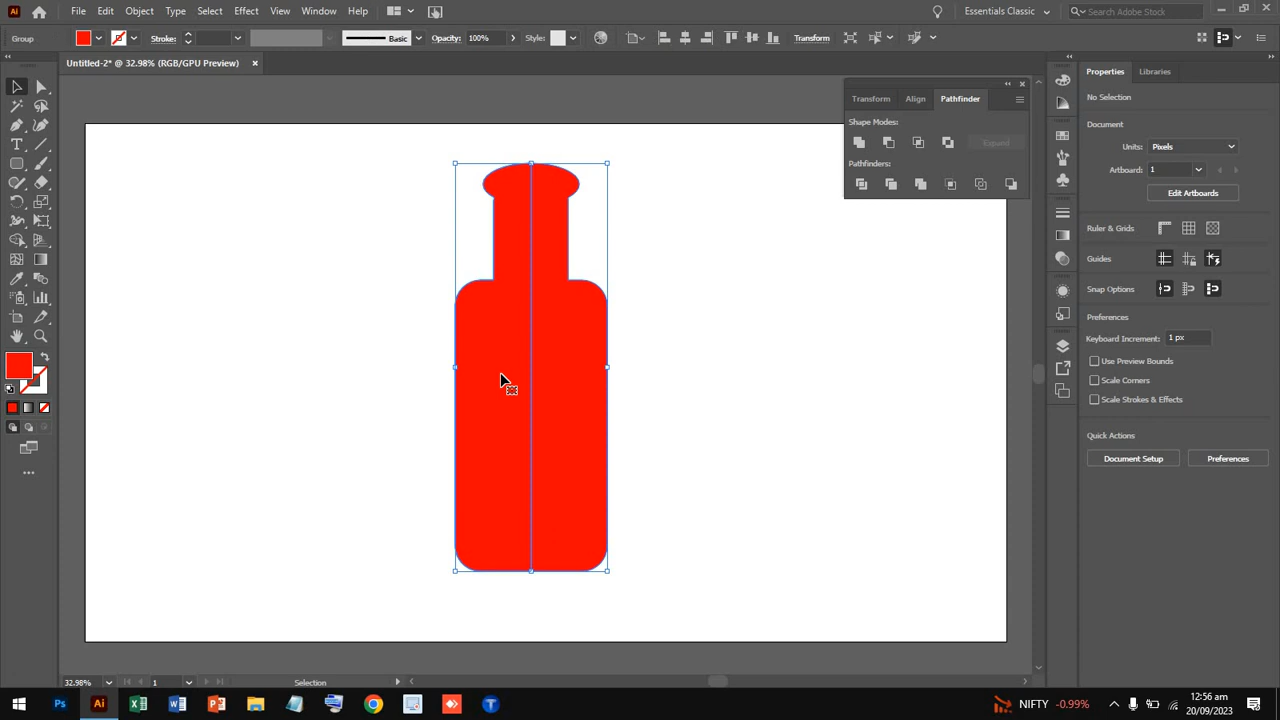 Ai File Edit Object Type Select Effect View Window Help Essentials Classic Search Adobe Stock
Group Stroke: Basic Opacity: 100% Style: Transform
Untitled-2* @ 32.98% (RGB/GPU Preview)
Transform Align Pathfinder
Shape Modes:
Expand
Pathfinders:
Properties Libraries
No Selection
Document
Units: Pixels
Artboard: 1
Edit Artboards
Ruler & Grids
Guides
Snap Options
Preferences
Keyboard Increment: 1 px
Use Preview Bounds
Scale Corners
Scale Strokes & Effects
Quick Actions
Document Setup Preferences
32.98% 1 Selection
Ps Ai NIFTY -0.99% 12:56 am
20/09/2023